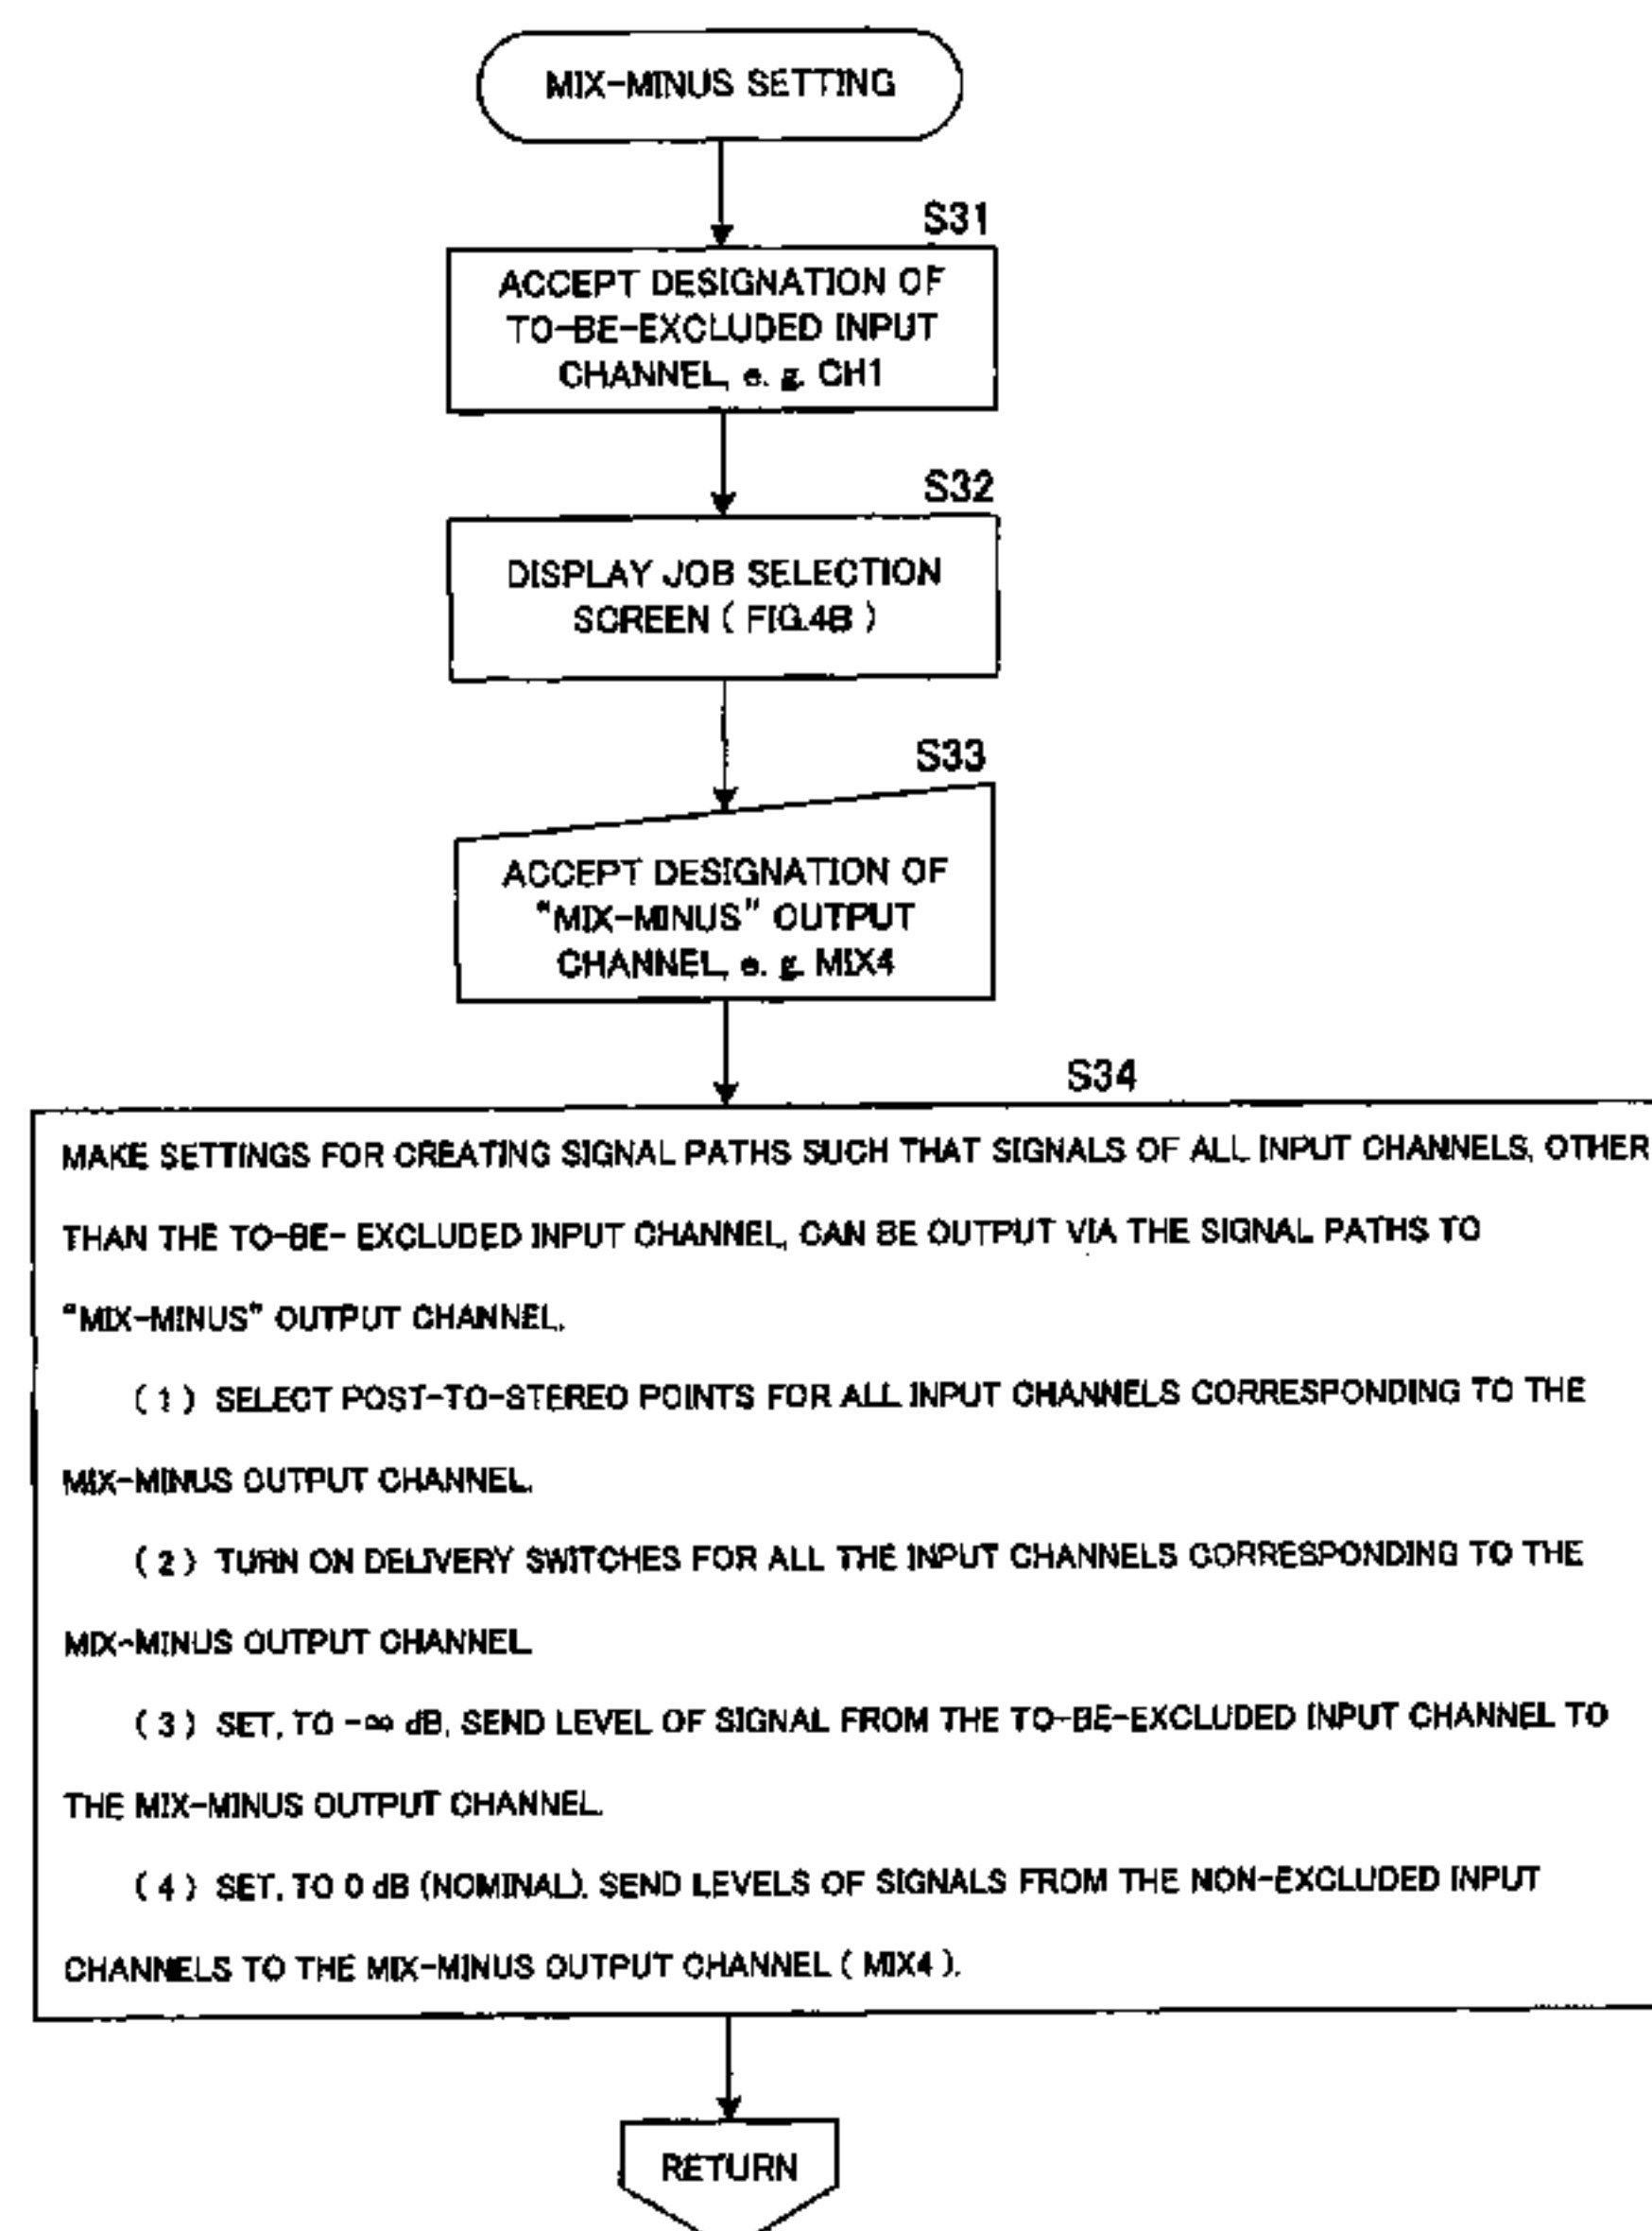 MIX-MINUS SETTING
S31
ACCEPT DESIGNATION OF
TO-BE-EXCLUDED INPUT
CHANNEL, e. g. CH1
S32
DISPLAY JOB SELECTION
SCREEN ( FIG.4B )
S33
ACCEPT DESIGNATION OF
"MIX-MINUS" OUTPUT
CHANNEL, e. g. MIX4
S34
MAKE SETTINGS FOR CREATING SIGNAL PATHS SUCH THAT SIGNALS OF ALL INPUT CHANNELS, OTHER
THAN THE TO-BE- EXCLUDED INPUT CHANNEL, CAN BE OUTPUT VIA THE SIGNAL PATHS TO
"MIX-MINUS" OUTPUT CHANNEL.
( 1 ) SELECT POST-TO-STEREO POINTS FOR ALL INPUT CHANNELS CORRESPONDING TO THE
MIX-MINUS OUTPUT CHANNEL.
( 2 ) TURN ON DELIVERY SWITCHES FOR ALL THE INPUT CHANNELS CORRESPONDING TO THE
MIX-MINUS OUTPUT CHANNEL
( 3 ) SET, TO -∞ dB, SEND LEVEL OF SIGNAL FROM THE TO-BE-EXCLUDED INPUT CHANNEL TO
THE MIX-MINUS OUTPUT CHANNEL.
( 4 ) SET, TO 0 dB (NOMINAL), SEND LEVELS OF SIGNALS FROM THE NON-EXCLUDED INPUT
CHANNELS TO THE MIX-MINUS OUTPUT CHANNEL ( MIX4 ).
RETURN